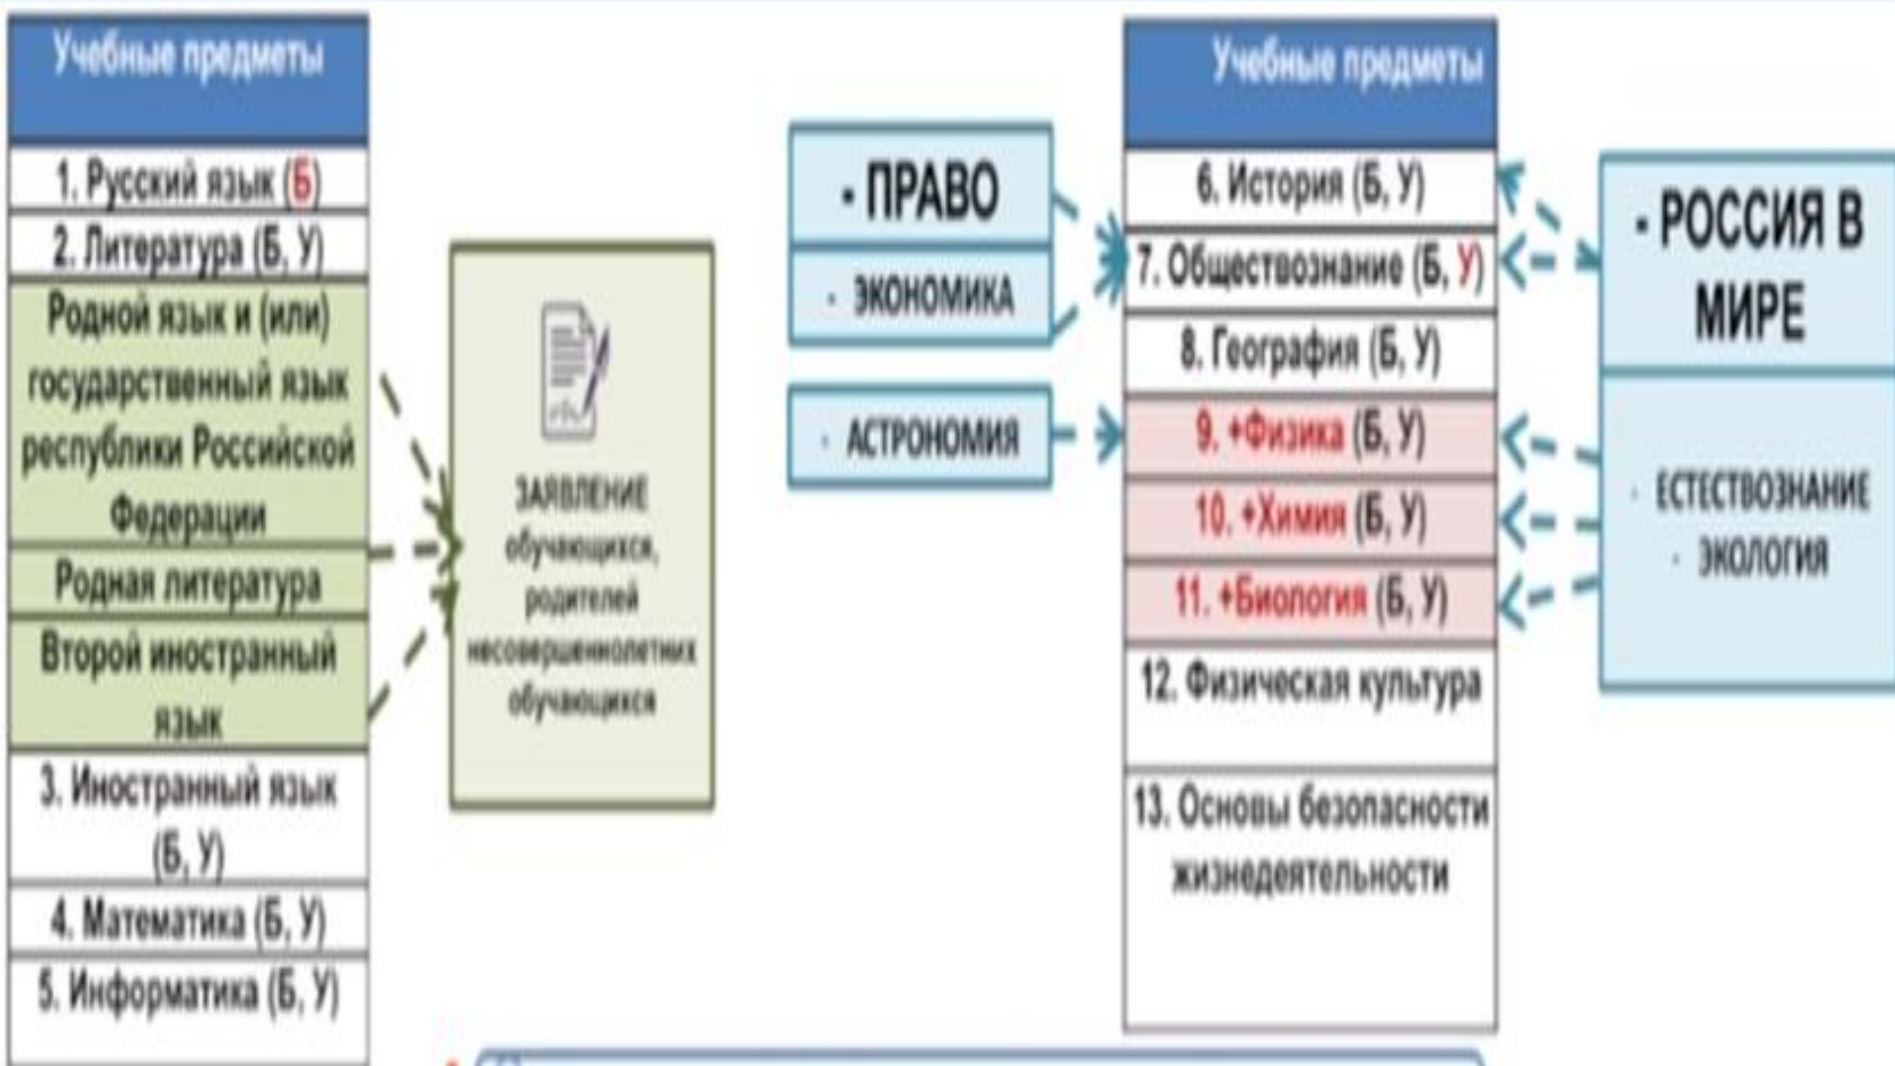 Учебные предметы
1. Русский язык (Б)
2. Литература (Б, У)
Родной язык и (или)
государственный язык
республики Российской
Федерации
Родная литература
Второй иностранный
язык
3. Иностранный язык
(Б, У)
4. Математика (Б, У)
5. Информатика (Б, У)
ЗАЯВЛЕНИЕ
обучающихся,
родителей
несовершеннолетних
обучающихся
- ПРАВО
- ЭКОНОМИКА
- АСТРОНОМИЯ
Учебные предметы
6. История (Б, У)
7. Обществознание (Б, У)
8. География (Б, У)
9. +Физика (Б, У)
10. +Химия (Б, У)
11. +Биология (Б, У)
12. Физическая культура
13. Основы безопасности
жизнедеятельности
- РОССИЯ В
МИРЕ
- ЕСТЕСТВОЗНАНИЕ
- ЭКОЛОГИЯ